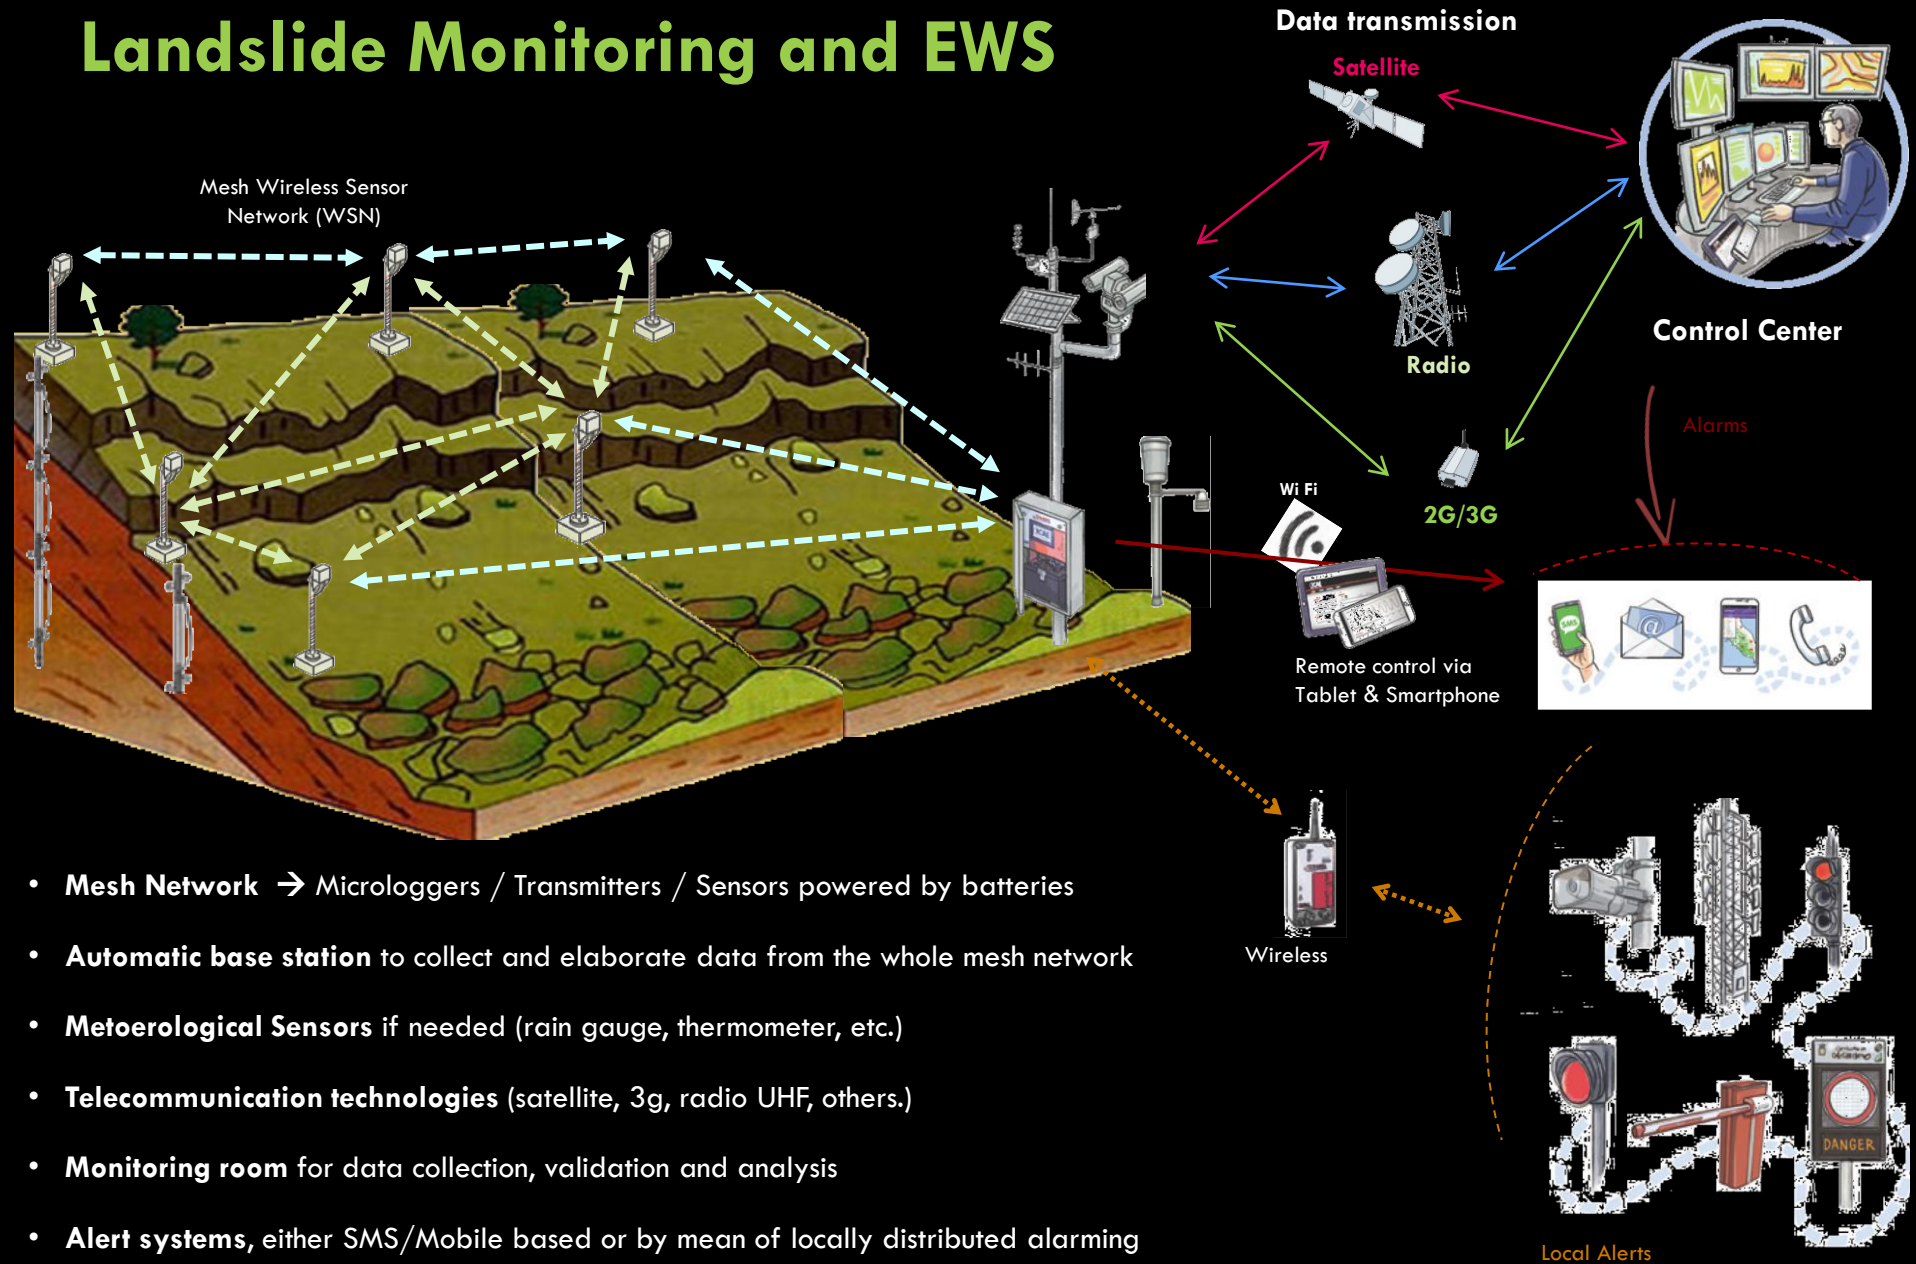 Landslide Monitoring and EWS
Data transmission
Satellite
Mesh Wireless Sensor
Network (WSN)
Radio
Control Center
Alarms
Wi Fi
2G/3G
SMS
@
Remote control via
Tablet & Smartphone
Wireless
DANGER
Local Alerts
• Mesh Network → Microloggers / Transmitters / Sensors powered by batteries
• Automatic base station to collect and elaborate data from the whole mesh network
• Metoerological Sensors if needed (rain gauge, thermometer, etc.)
• Telecommunication technologies (satellite, 3g, radio UHF, others.)
• Monitoring room for data collection, validation and analysis
• Alert systems, either SMS/Mobile based or by mean of locally distributed alarming